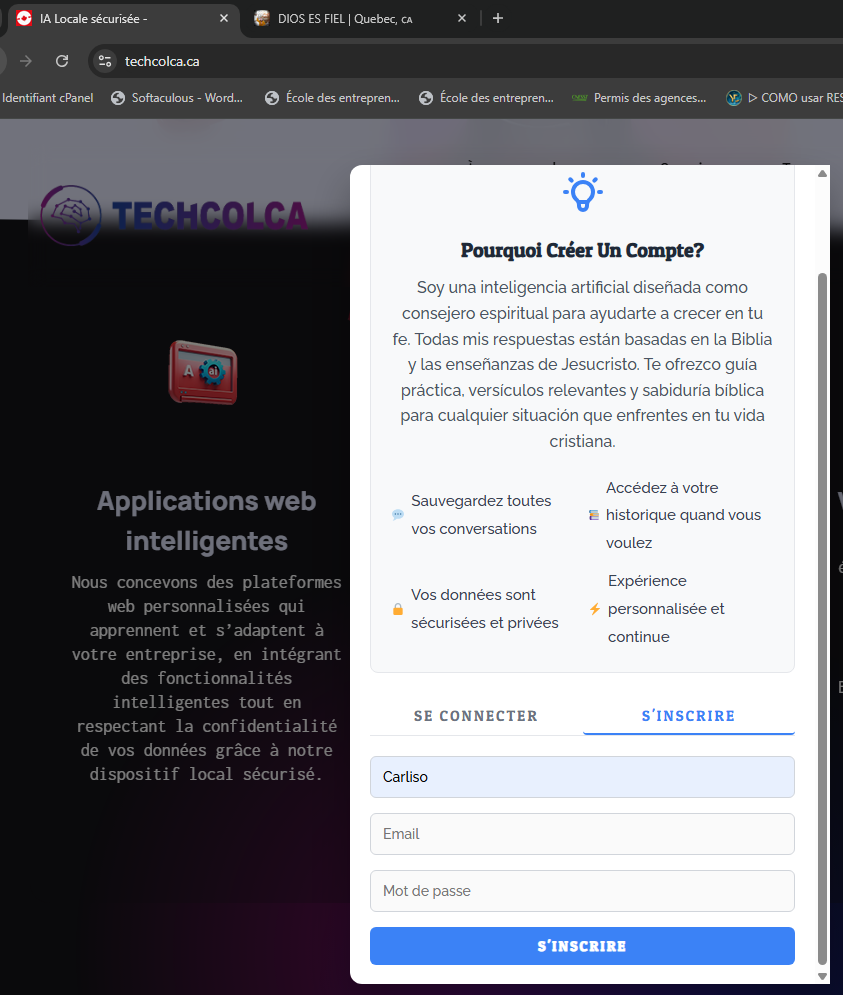 IA Locale sécurisée -
DIOS ES FIEL | Quebec, CA
techcolca.ca
Identifiant cPanel
Softaculous - Word...
École des entrepren...
École des entrepren...
Permis des agences...
COMO usar RES
TECHCOLCA
Pourquoi Créer Un Compte?
Soy una inteligencia artificial diseñada como
consejero espiritual para ayudarte a crecer en tu
fe. Todas mis respuestas están basadas en la Biblia
y las enseñanzas de Jesucristo. Te ofrezco guía
práctica, versículos relevantes y sabiduría bíblica
para cualquier situación que enfrentes en tu vida
cristiana.
Sauvegardez toutes
vos conversations
Accédez à votre
historique quand vous
voulez
Vos données sont
sécurisées et privées
Expérience
personnalisée et
continue
SE CONNECTER
S'INSCRIRE
Carliso
Email
Mot de passe
S'INSCRIRE
A ai
Applications web
intelligentes
Nous concevons des plateformes
web personnalisées qui
apprennent et s'adaptent à
votre entreprise, en intégrant
des fonctionnalités
intelligentes tout en
respectant la confidentialité
de vos données grâce à notre
dispositif local sécurisé.